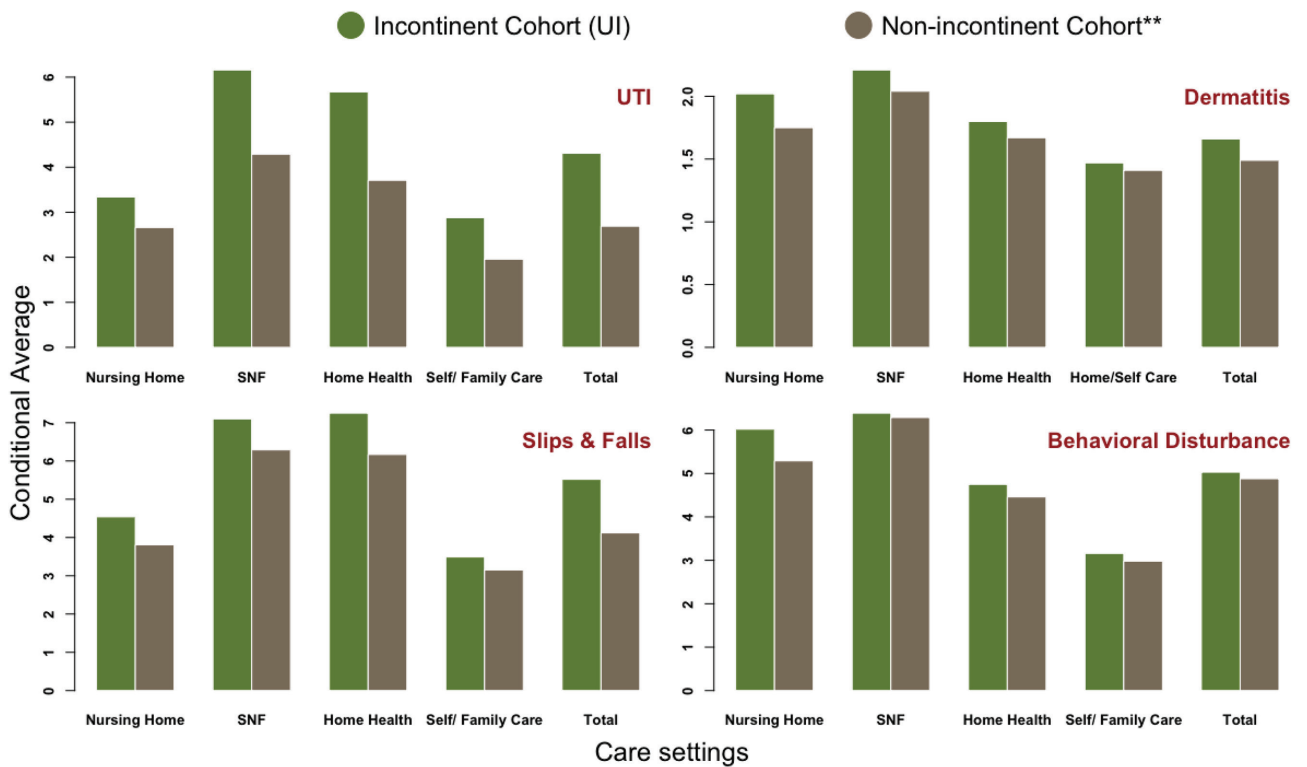 Incontinent Cohort (UI)
Non-incontinent Cohort**
Conditional Average
UTI
6
5
4
3
2
1
0
Nursing Home
SNF
Home Health
Self/ Family Care
Total
Dermatitis
2.0
1.5
1.0
0.5
0.0
Nursing Home
SNF
Home Health
Home/Self Care
Total
Slips & Falls
7
6
5
4
3
2
1
0
Nursing Home
SNF
Home Health
Self/ Family Care
Total
Behavioral Disturbance
6
5
4
3
2
1
0
Nursing Home
SNF
Home Health
Self/ Family Care
Total
Care settings